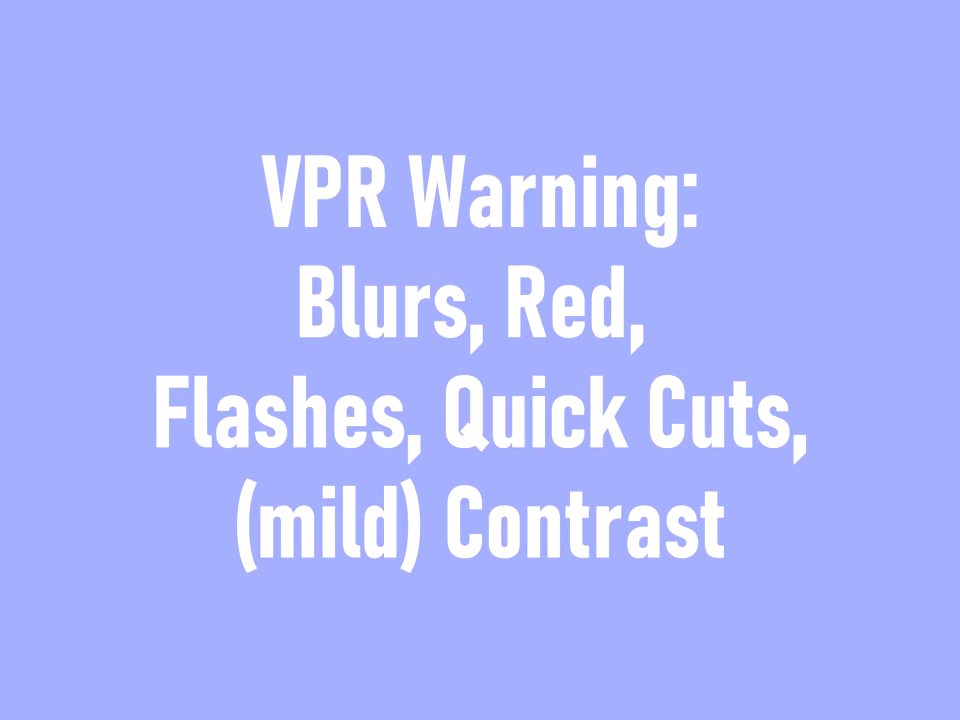 VPR Warning:
Blurs, Red,
Flashes, Quick Cuts,
(mild) Contrast